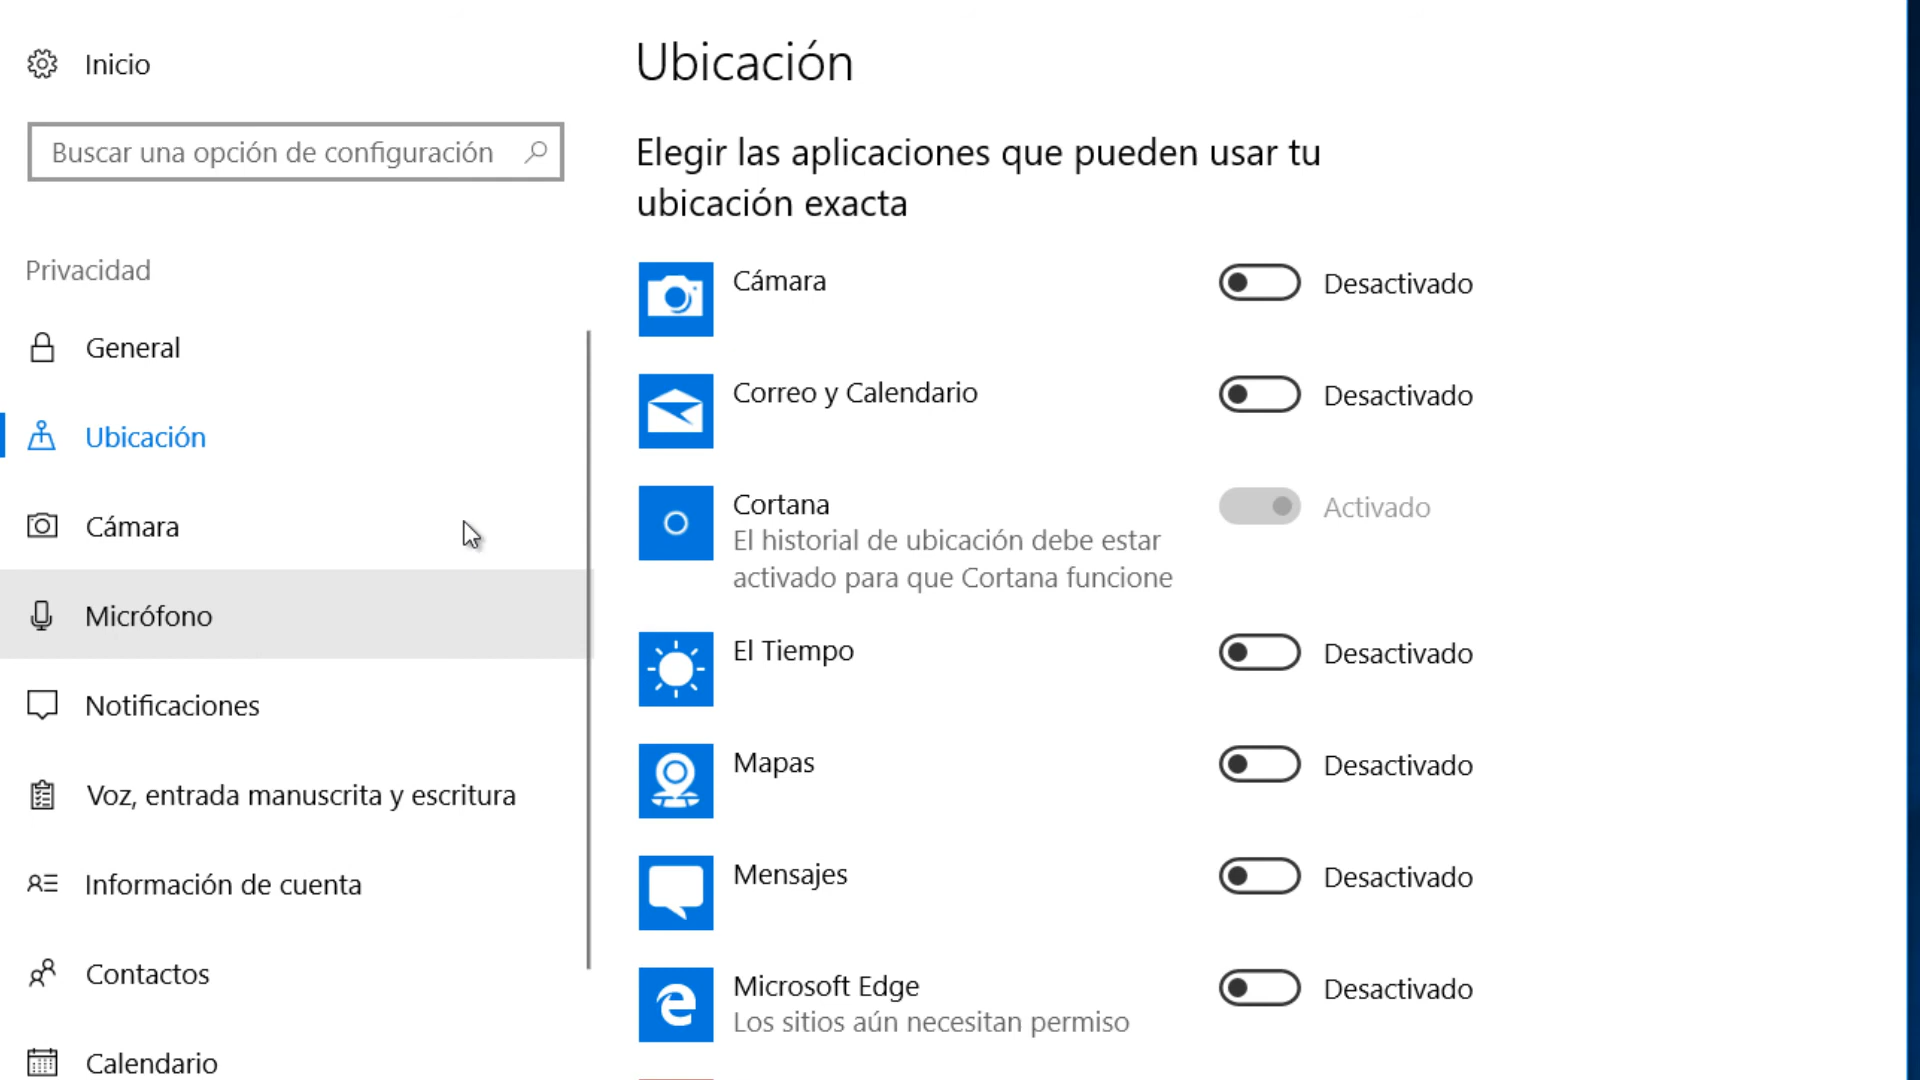 Inicio
Buscar una opción de configuración
Privacidad
General
Ubicación
Cámara
Micrófono
Notificaciones
Voz, entrada manuscrita y escritura
Información de cuenta
Contactos
Calendario
Ubicación
Elegir las aplicaciones que pueden usar tu
ubicación exacta
Cámara
Desactivado
Correo y Calendario
Desactivado
Cortana
Activado
El historial de ubicación debe estar
activado para que Cortana funcione
El Tiempo
Desactivado
Mapas
Desactivado
Mensajes
Desactivado
Microsoft Edge
Desactivado
Los sitios aún necesitan permiso